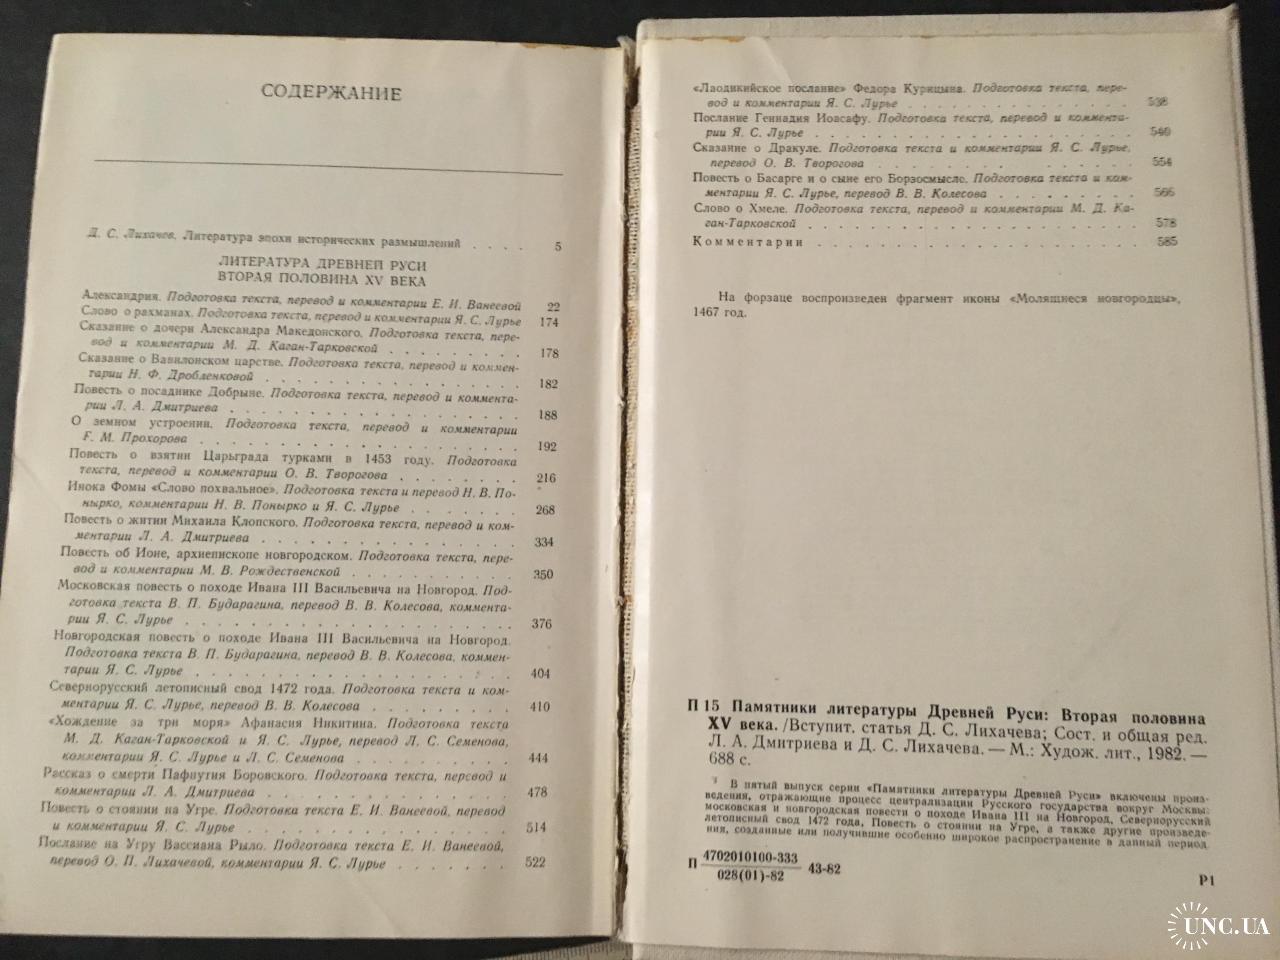 СОДЕРЖАНИЕ
Д. С. Лихачев. Литература эпохи исторических размышлений . . . . 5
ЛИТЕРАТУРА ДРЕВНЕЙ РУСИ
ВТОРАЯ ПОЛОВИНА XV ВЕКА
Александрия. Подготовка текста, перевод и комментарии Е. И. Ванеевой 22
Слово о рахманах. Подготовка текста, перевод и комментарии Я. С. Лурье 174
Сказание о дочери Александра Македонского. Подготовка текста, пере-
вод и комментарии М. Д. Каган-Тарковской . . . . . . . . . 178
Сказание о Вавилонском царстве. Подготовка текста, перевод и коммен-
тарии Н. Ф. Дробленковой . . . . . . . . . . . . . . . . . 182
Повесть о посаднике Добрыне. Подготовка текста, перевод и коммента-
рии Л. А. Дмитриева . . . . . . . . . . . . . . . . . . . 188
О земном устроении. Подготовка текста, перевод и комментарии
Г. М. Прохорова . . . . . . . . . . . . . . . . . . . . . 192
Повесть о взятии Царьграда турками в 1453 году. Подготовка
текста, перевод и комментарии О. В. Творогова . . . . . . . . 216
Инока Фомы «Слово похвальное». Подготовка текста и перевод Н. В. По-
нырко, комментарии Н. В. Понырко и Я. С. Лурье . . . . . . . 268
Повесть о житии Михаила Клопского. Подготовка текста, перевод и ком-
ментарии Л. А. Дмитриева . . . . . . . . . . . . . . . . . 334
Повесть об Ионе, архиепископе новгородском. Подготовка текста, пере-
вод и комментарии М. В. Рождественской . . . . . . . . . . . 350
Московская повесть о походе Ивана III Васильевича на Новгород. Под-
готовка текста В. П. Бударагина, перевод В. В. Колесова, коммента-
рии Я. С. Лурье . . . . . . . . . . . . . . . . . . . . . 376
Новгородская повесть о походе Ивана III Васильевича на Новгород.
Подготовка текста В. П. Бударагина, перевод В. В. Колесова, коммен-
тарии Я. С. Лурье . . . . . . . . . . . . . . . . . . . . 404
Севернорусский летописный свод 1472 года. Подготовка текста и ком-
ментарии Я. С. Лурье, перевод В. В. Колесова . . . . . . . . . 410
«Хождение за три моря» Афанасия Никитина. Подготовка текста
М. Д. Каган-Тарковской и Я. С. Лурье, перевод Л. С. Семенова,
комментарии Я. С. Лурье и Л. С. Семенова . . . . . . . . . . 444
Рассказ о смерти Пафнутия Боровского. Подготовка текста, перевод и
комментарии Л. А. Дмитриева . . . . . . . . . . . . . . . . 478
Повесть о стоянии на Угре. Подготовка текста Е. И. Ванеевой, перевод
и комментарии Я. С. Лурье . . . . . . . . . . . . . . . . . 514
Послание на Угру Вассиана Рыло. Подготовка текста Е. И. Ванеевой,
перевод О. П. Лихачевой, комментарии Я. С. Лурье . . . . . . . 522
«Лаодикийское послание» Федора Курицына. Подготовка текста, пере-
вод и комментарии Я. С. Лурье . . . . . . . . . . . . . . 538
Послание Геннадия Иоасафу. Подготовка текста, перевод и коммента-
рии Я. С. Лурье . . . . . . . . . . . . . . . . . . . . . 540
Сказание о Дракуле. Подготовка текста и комментарии Я. С. Лурье,
перевод О. В. Творогова . . . . . . . . . . . . . . . . . 554
Повесть о Басарге и о сыне его Борзосмысле. Подготовка текста и ком-
ментарии Я. С. Лурье, перевод В. В. Колесова . . . . . . . . . 566
Слово о Хмеле. Подготовка текста, перевод и комментарии М. Д. Ка-
ган-Тарковской . . . . . . . . . . . . . . . . . . . . . 578
Комментарии . . . . . . . . . . . . . . . . . . . . . . 585
На форзаце воспроизведен фрагмент иконы «Молящиеся новгородцы»,
1467 год.
П 15 Памятники литературы Древней Руси: Вторая половина
XV века. /Вступит. статья Д. С. Лихачева; Сост. и общая ред.
Л. А. Дмитриева и Д. С. Лихачева. — М.: Худож. лит., 1982. —
688 с.
В пятый выпуск серии «Памятники литературы Древней Руси» включены произ-
ведения, отражающие процесс централизации Русского государства вокруг Москвы:
московская и новгородская повести о походе Ивана III на Новгород, Севернорусский
летописный свод 1472 года, Повесть о стоянии на Угре, а также другие произведе-
ния, созданные или получившие особенно широкое распространение в данный период.
П 4702010100-333 43-82
028(01)-82
Р1
UNC.UA